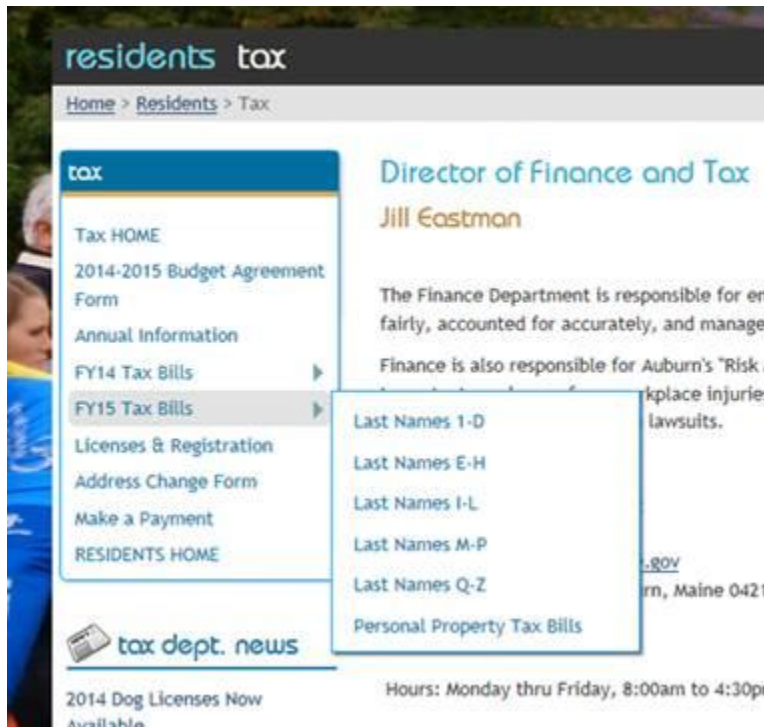 residents tax
Home > Residents > Tax
tax
Tax HOME
2014-2015 Budget Agreement
Form
Annual Information
FY14 Tax Bills
FY15 Tax Bills
Licenses & Registration
Address Change Form
Make a Payment
RESIDENTS HOME
tax dept. news
2014 Dog Licenses Now
Available
Director of Finance and Tax
Jill Eastman
The Finance Department is responsible for
fairly, accounted for accurately, and manage
Finance is also responsible for Auburn's "Risk
lawsuits.
Last Names 1-D
Last Names E-H
Last Names I-L
Last Names M-P
Last Names Q-Z
Personal Property Tax Bills
.gov
Maine 0421
Hours: Monday thru Friday, 8:00am to 4:30p